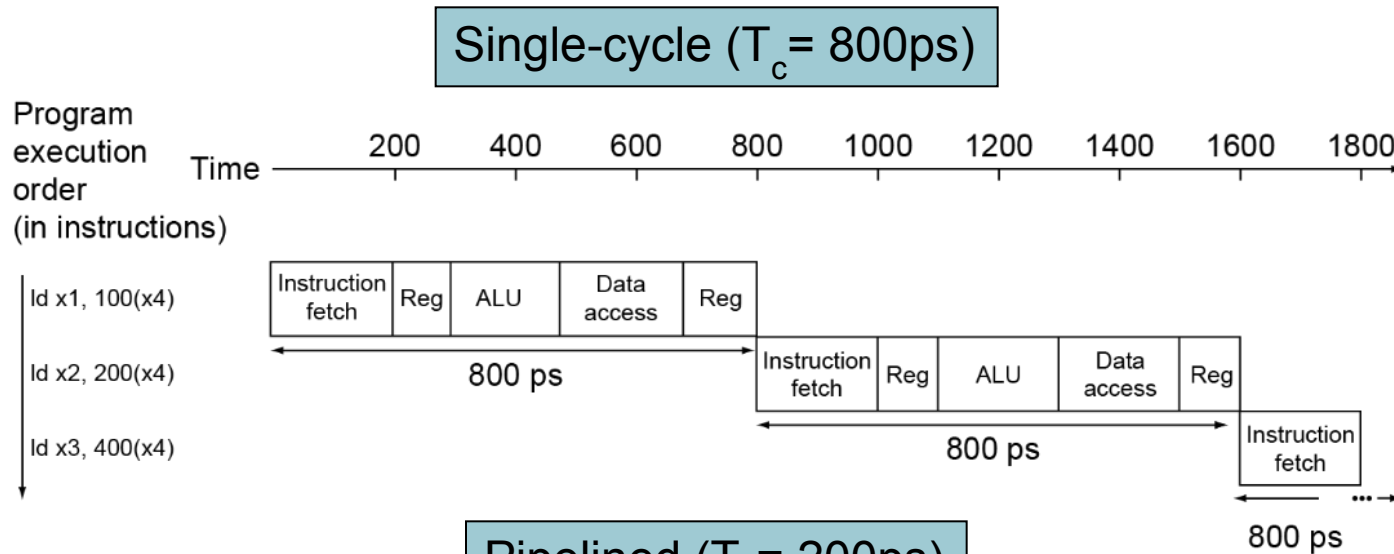 Single-cycle (Tc= 800ps)
Program
execution
order
(in instructions)
Time
200 400 600 800 1000 1200 1400 1600 1800
ld x1, 100(x4)
Instruction
fetch
Reg
ALU
Data
access
Reg
800 ps
ld x2, 200(x4)
Instruction
fetch
Reg
ALU
Data
access
Reg
800 ps
ld x3, 400(x4)
Instruction
fetch
...
800 ps
Pipelined (T = 200ps)